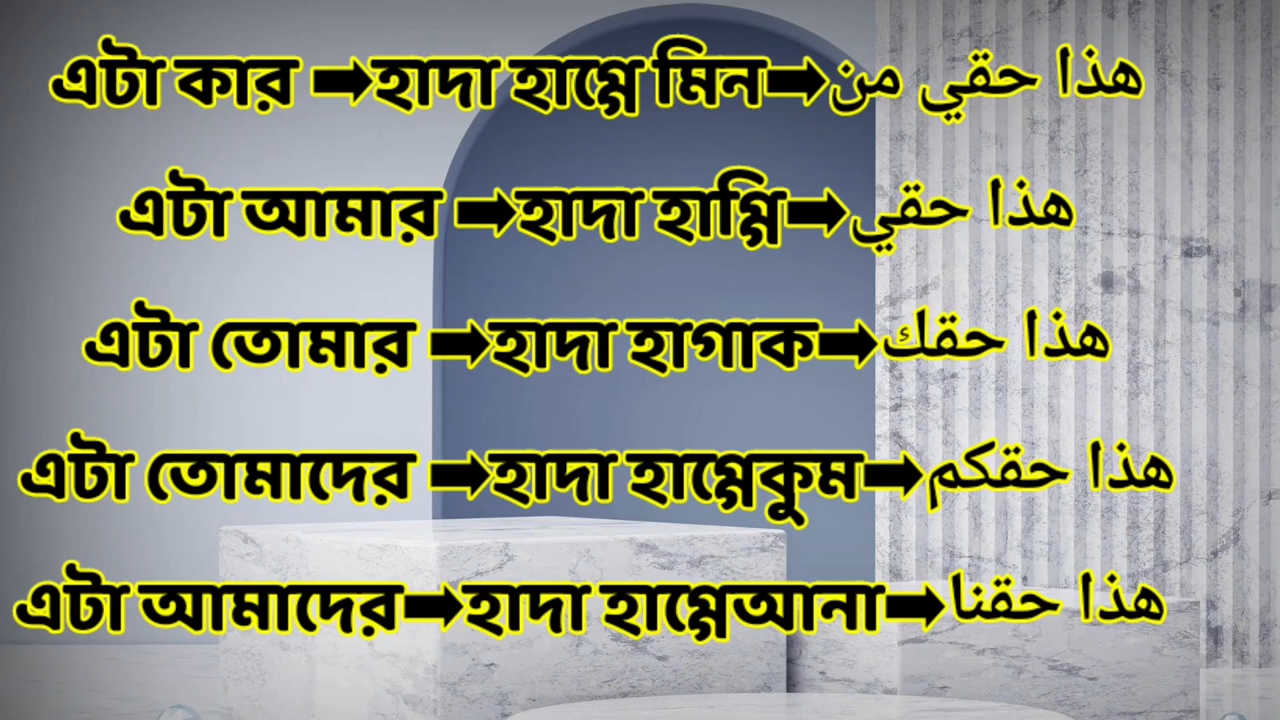 এটা কার ➡হাদা হাগ্গে মিন➡هذا حقي من
এটা আমার ➡হাদা হাগ্গি➡هذا حقي
এটা তোমার ➡হাদা হাগাক➡هذا حقك
এটা তোমাদের ➡হাদা হাগ্গেকুম➡هذا حقكم
এটা আমাদের➡হাদা হাগ্গেআনা➡هذا حقنا